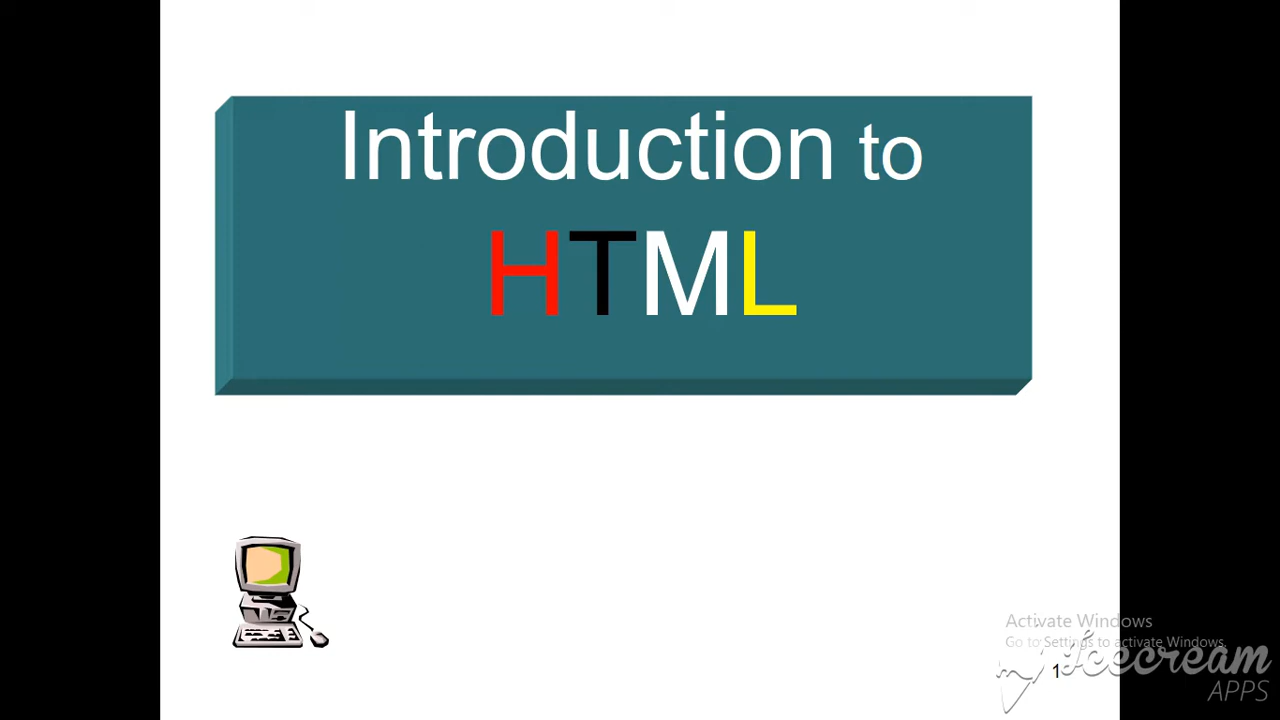 Introduction to
HTML
Activate Windows
Go to Settings to activate Windows.
1
Icecream
APPS